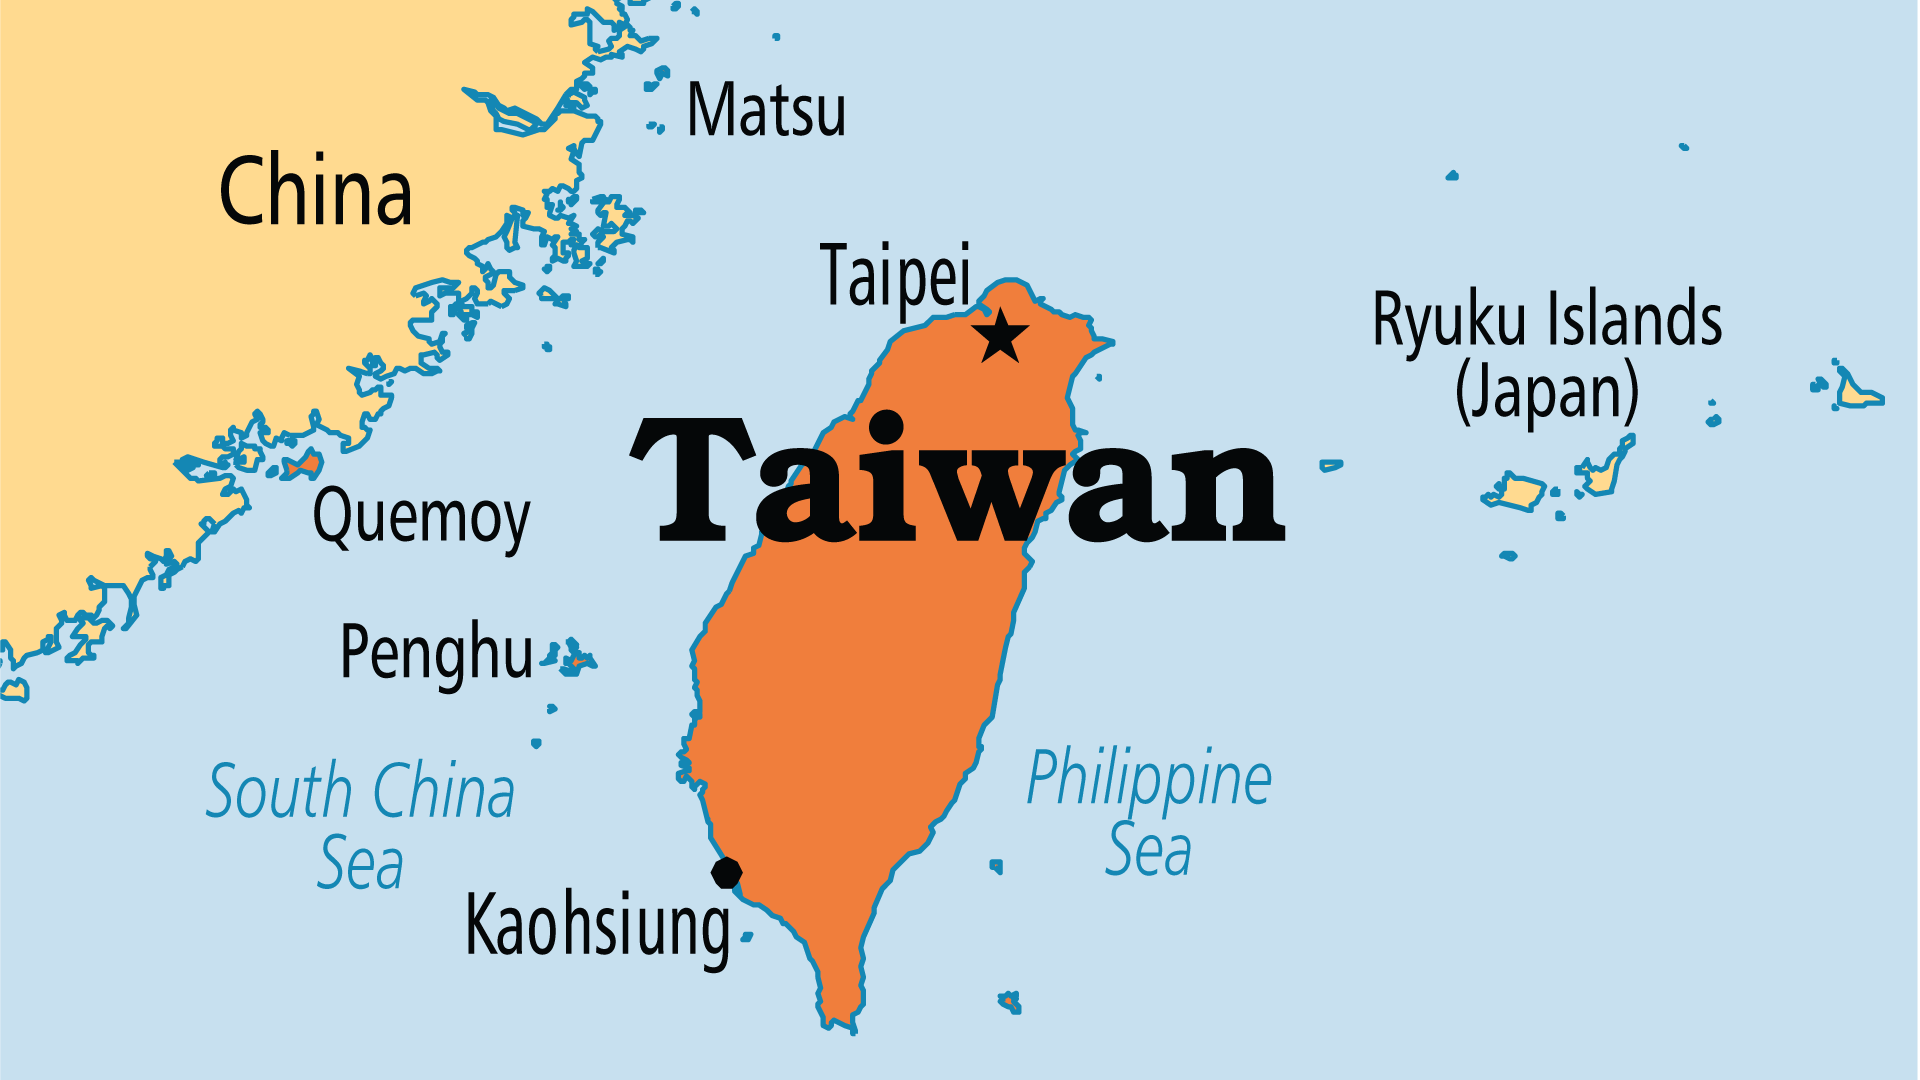 Matsu
China
Taipei
Ryuku Islands
(Japan)
Taiwan
Quemoy
Penghu
South China
Sea
Philippine
Sea
Kaohsiung